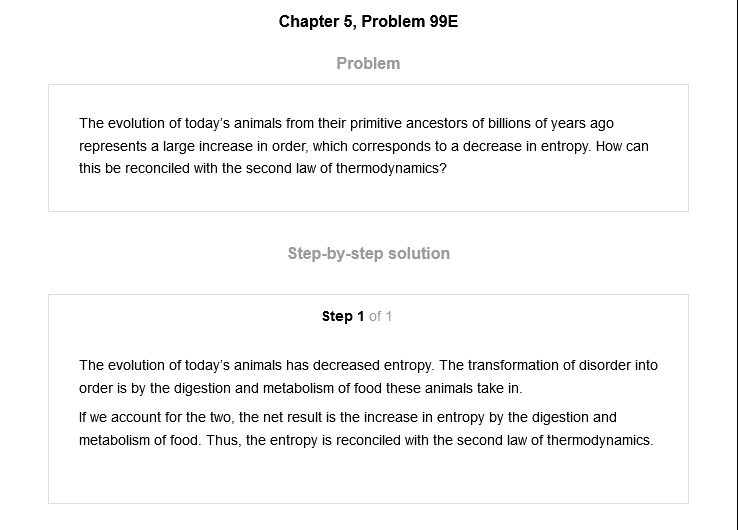 Chapter 5, Problem 99E
Problem
The evolution of today's animals from their primitive ancestors of billions of years ago
represents a large increase in order, which corresponds to a decrease in entropy. How can
this be reconciled with the second law of thermodynamics?
Step-by-step solution
Step 1 of 1
The evolution of today's animals has decreased entropy. The transformation of disorder into
order is by the digestion and metabolism of food these animals take in.
If we account for the two, the net result is the increase in entropy by the digestion and
metabolism of food. Thus, the entropy is reconciled with the second law of thermodynamics.